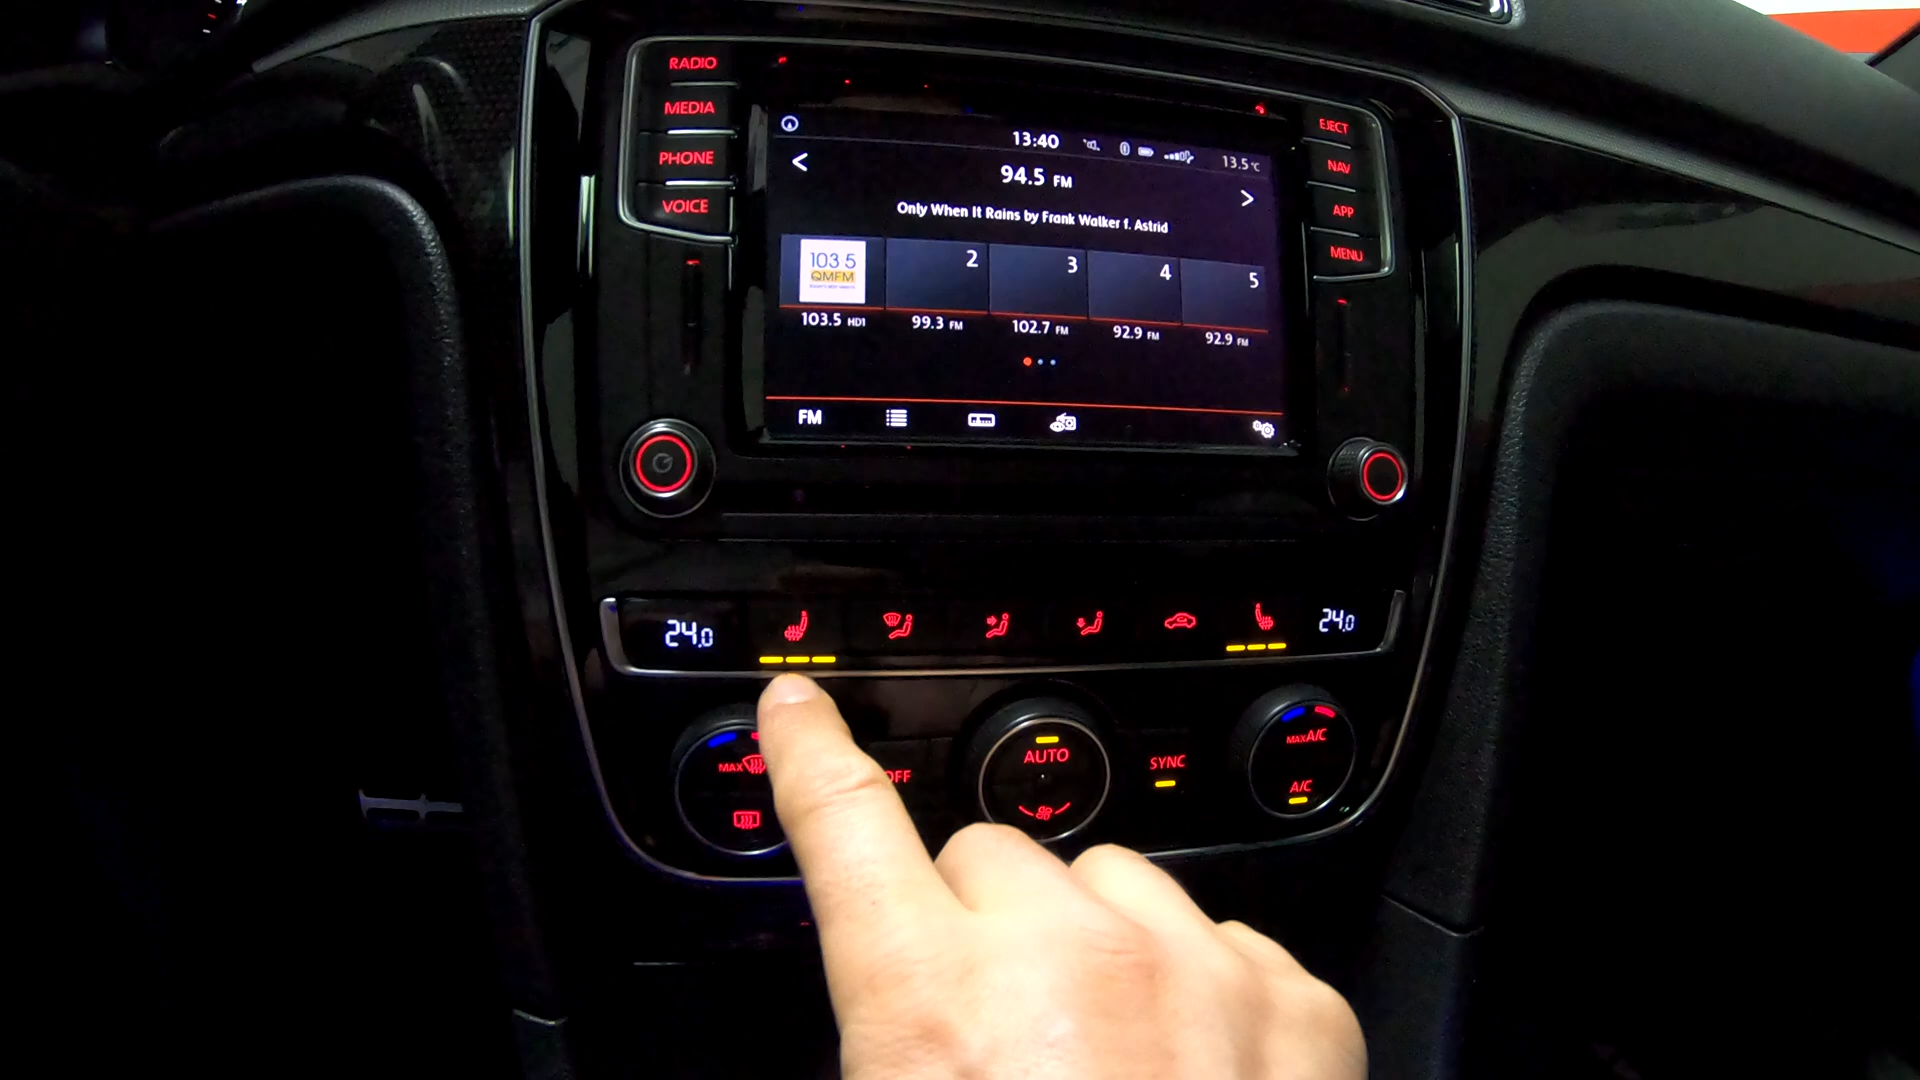 RADIO
MEDIA
PHONE
VOICE
13:40
13.5°C
94.5 FM
Only When It Rains by Frank Walker f. Astrid
103 5
QMFM
2
3
4
5
103.5 HD1
99.3 FM
102.7 FM
92.9 FM
92.9 FM
FM
EJECT
NAV
APP
MENU
24.0
24.0
MAX
OFF
AUTO
SYNC
MAX A/C
A/C